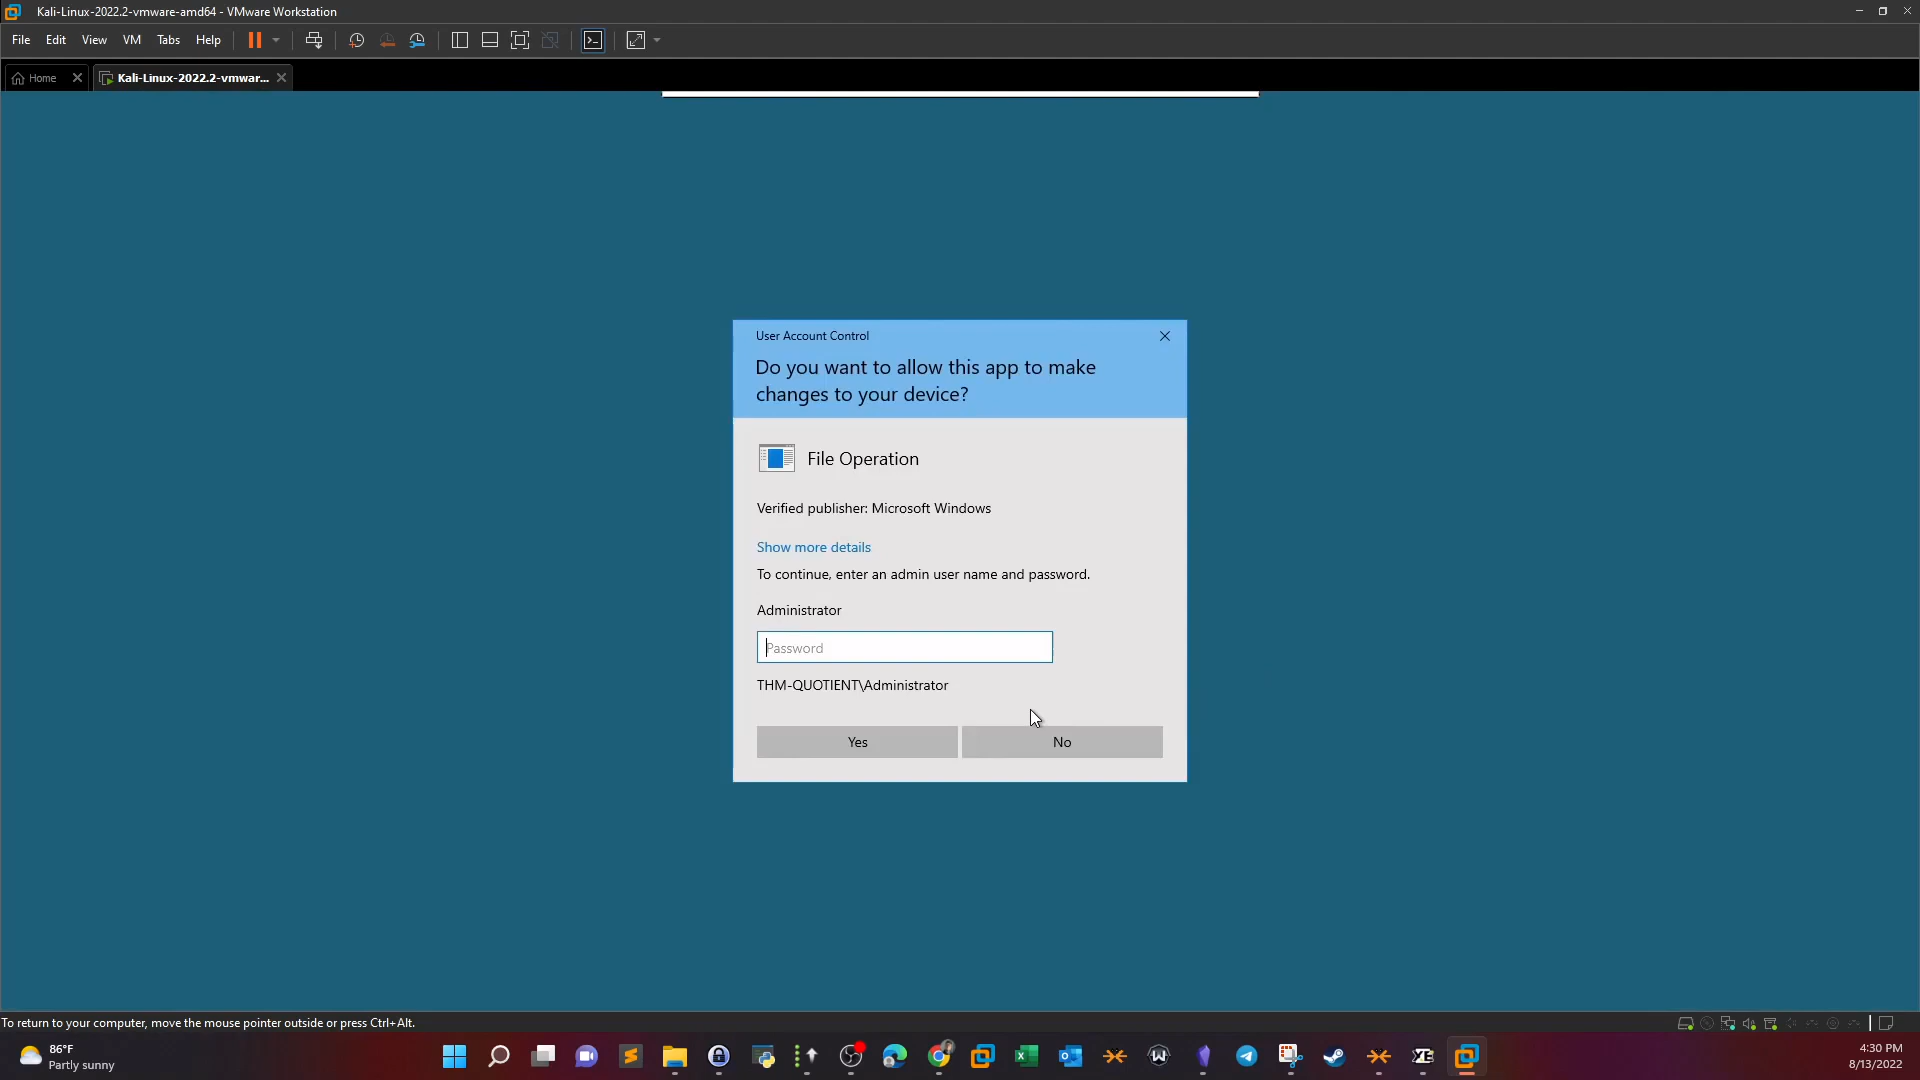 Kali-Linux-2022.2-vmware-amd64 - VMware Workstation
File Edit View VM Tabs Help
Home
Kali-Linux-2022.2-vmwar...
User Account Control
Do you want to allow this app to make
changes to your device?
File Operation
Verified publisher: Microsoft Windows
Show more details
To continue, enter an admin user name and password.
Administrator
Password
THM-QUOTIENT\Administrator
Yes
No
To return to your computer, move the mouse pointer outside or press Ctrl+Alt.
86°F
Partly sunny
4:30 PM
8/13/2022